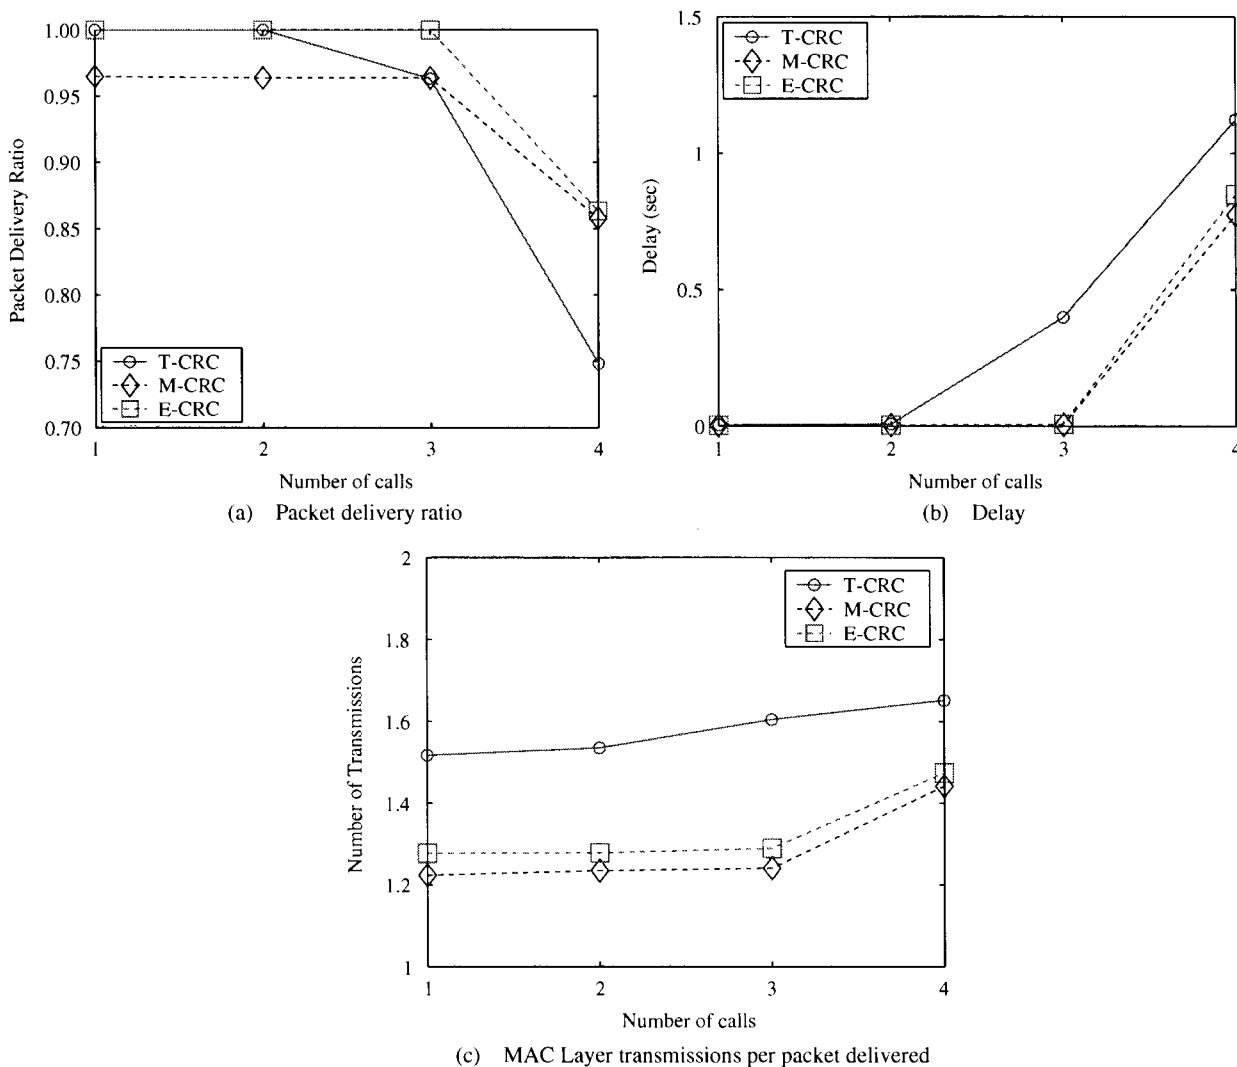 1.00
0.95
0.90
0.85
0.80
0.75
0.70
Packet Delivery Ratio
T-CRC
M-CRC
E-CRC
1
2
3
4
Number of calls
(a) Packet delivery ratio
1.5
1
0.5
0
Delay (sec)
T-CRC
M-CRC
E-CRC
1
2
3
4
Number of calls
(b) Delay
2
1.8
1.6
1.4
1.2
1
Number of Transmissions
T-CRC
M-CRC
E-CRC
1
2
3
4
Number of calls
(c) MAC Layer transmissions per packet delivered